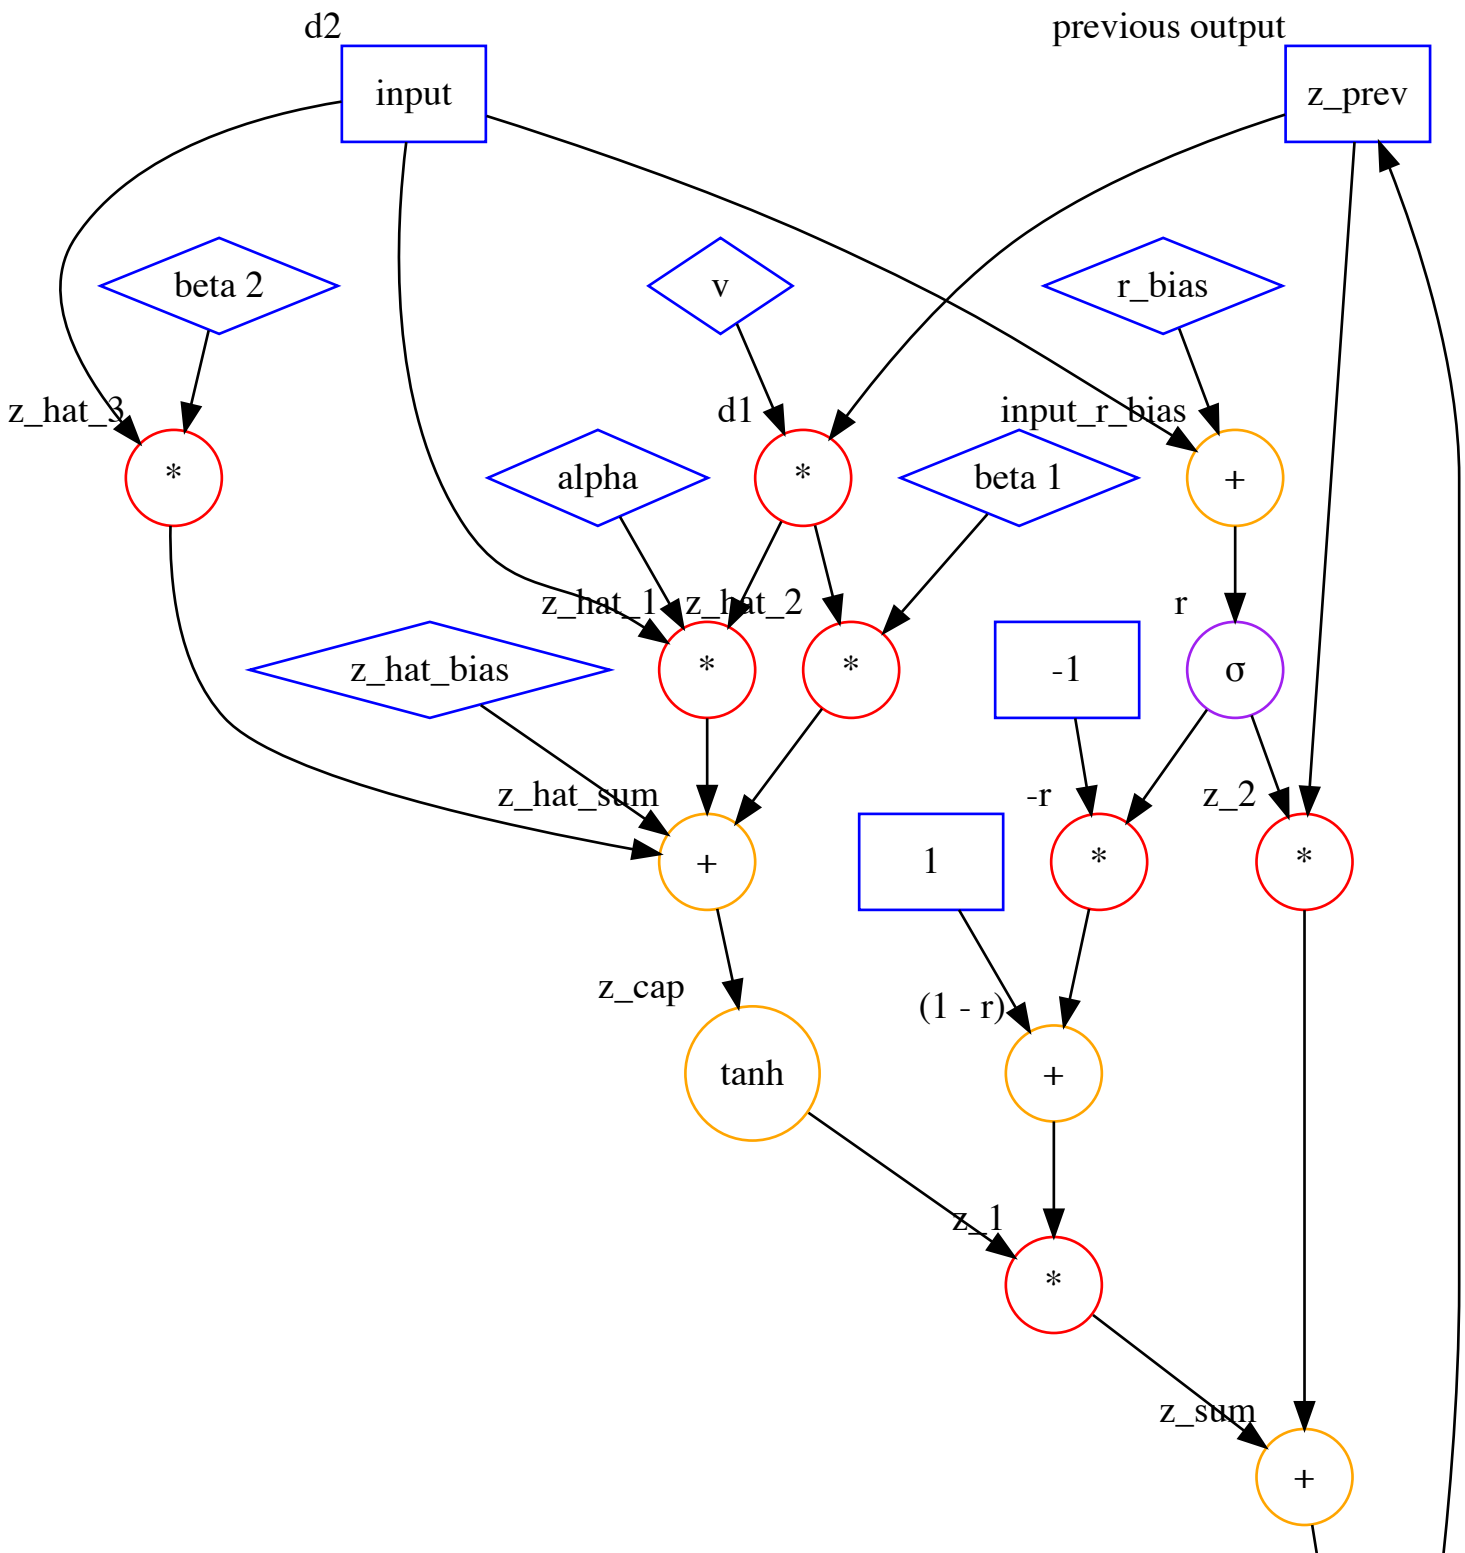 d2
previous output
input
z_prev
beta 2
v
r_bias
z_hat_3
d1
input_r_bias
*
alpha
*
beta 1
+
z_hat_1
z_hat_2
r
z_hat_bias
*
*
-1
σ
z_hat_sum
-r
z_2
+
1
*
*
z_cap
(1 - r)
tanh
+
z_1
*
z_sum
+